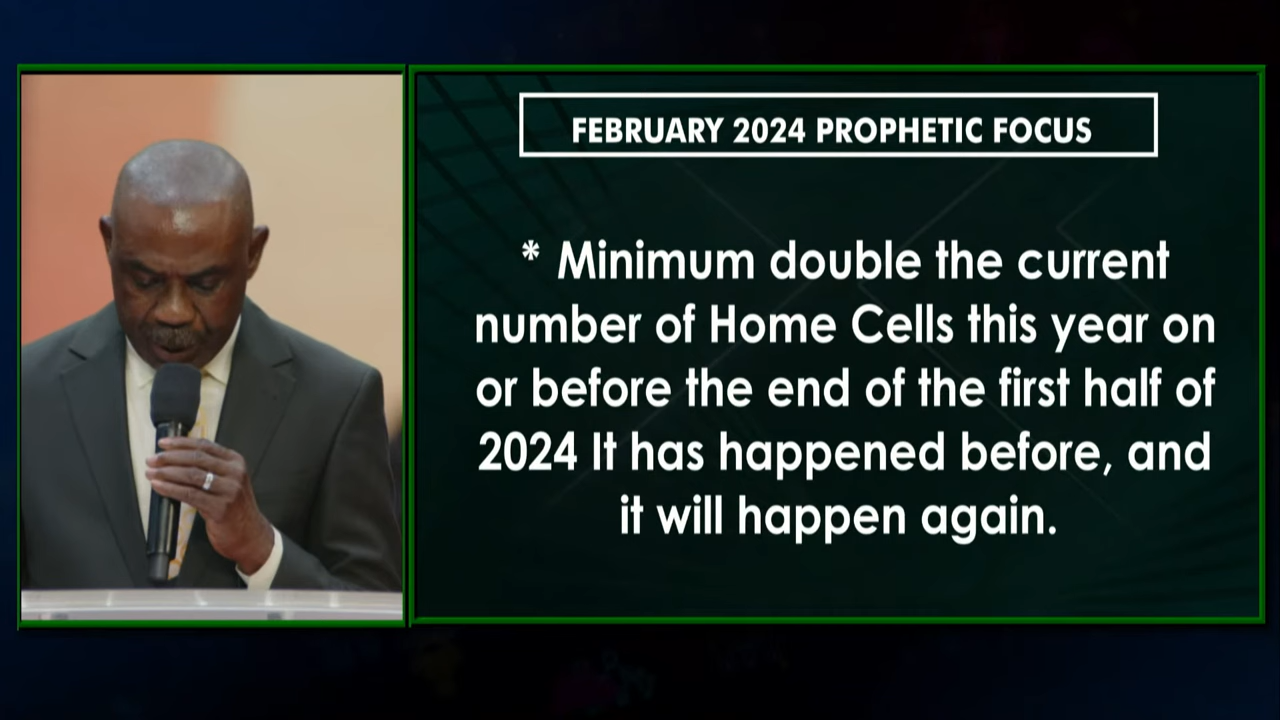 FEBRUARY 2024 PROPHETIC FOCUS
* Minimum double the current
number of Home Cells this year on
or before the end of the first half of
2024 It has happened before, and
it will happen again.